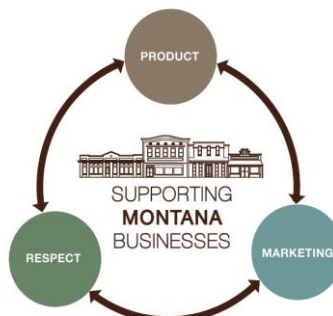 PRODUCT
SUPPORTING
MONTANA
BUSINESSES
RESPECT
MARKETING